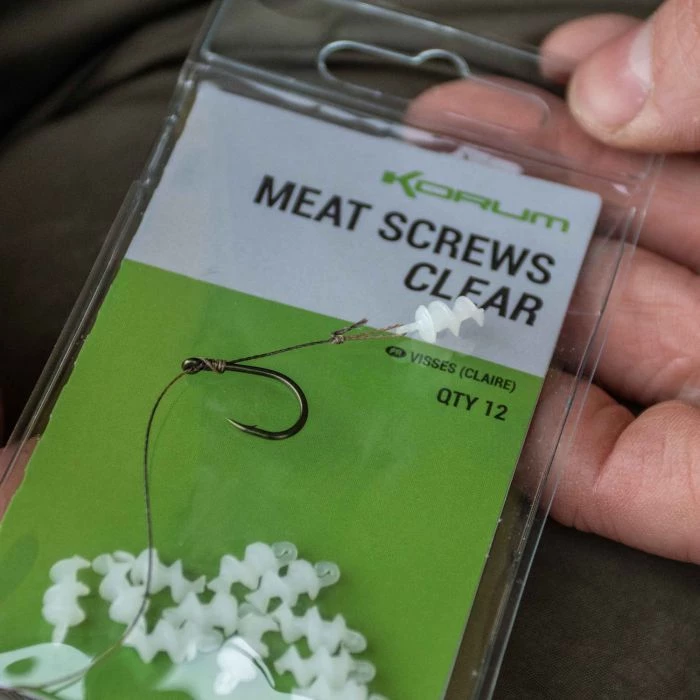 KORUM
MEAT SCREWS
CLEAR
FR VISSES (CLAIRE)
QTY 12